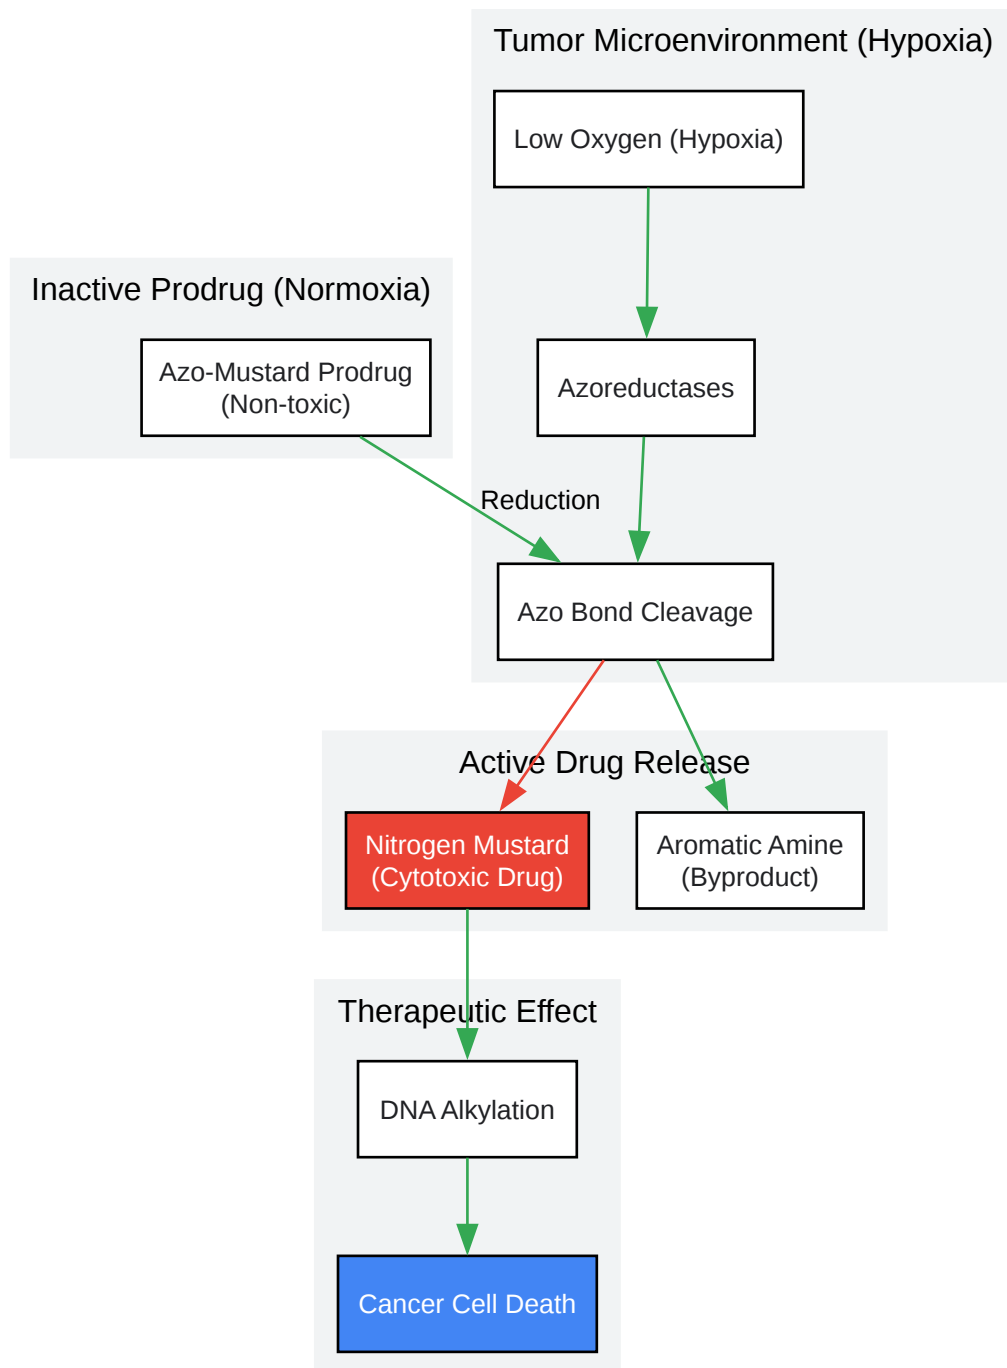 Tumor Microenvironment (Hypoxia)
Low Oxygen (Hypoxia)
Inactive Prodrug (Normoxia)
Azo-Mustard Prodrug
(Non-toxic)
Azoreductases
Reduction
Azo Bond Cleavage
Active Drug Release
Nitrogen Mustard
(Cytotoxic Drug)
Aromatic Amine
(Byproduct)
Therapeutic Effect
DNA Alkylation
Cancer Cell Death